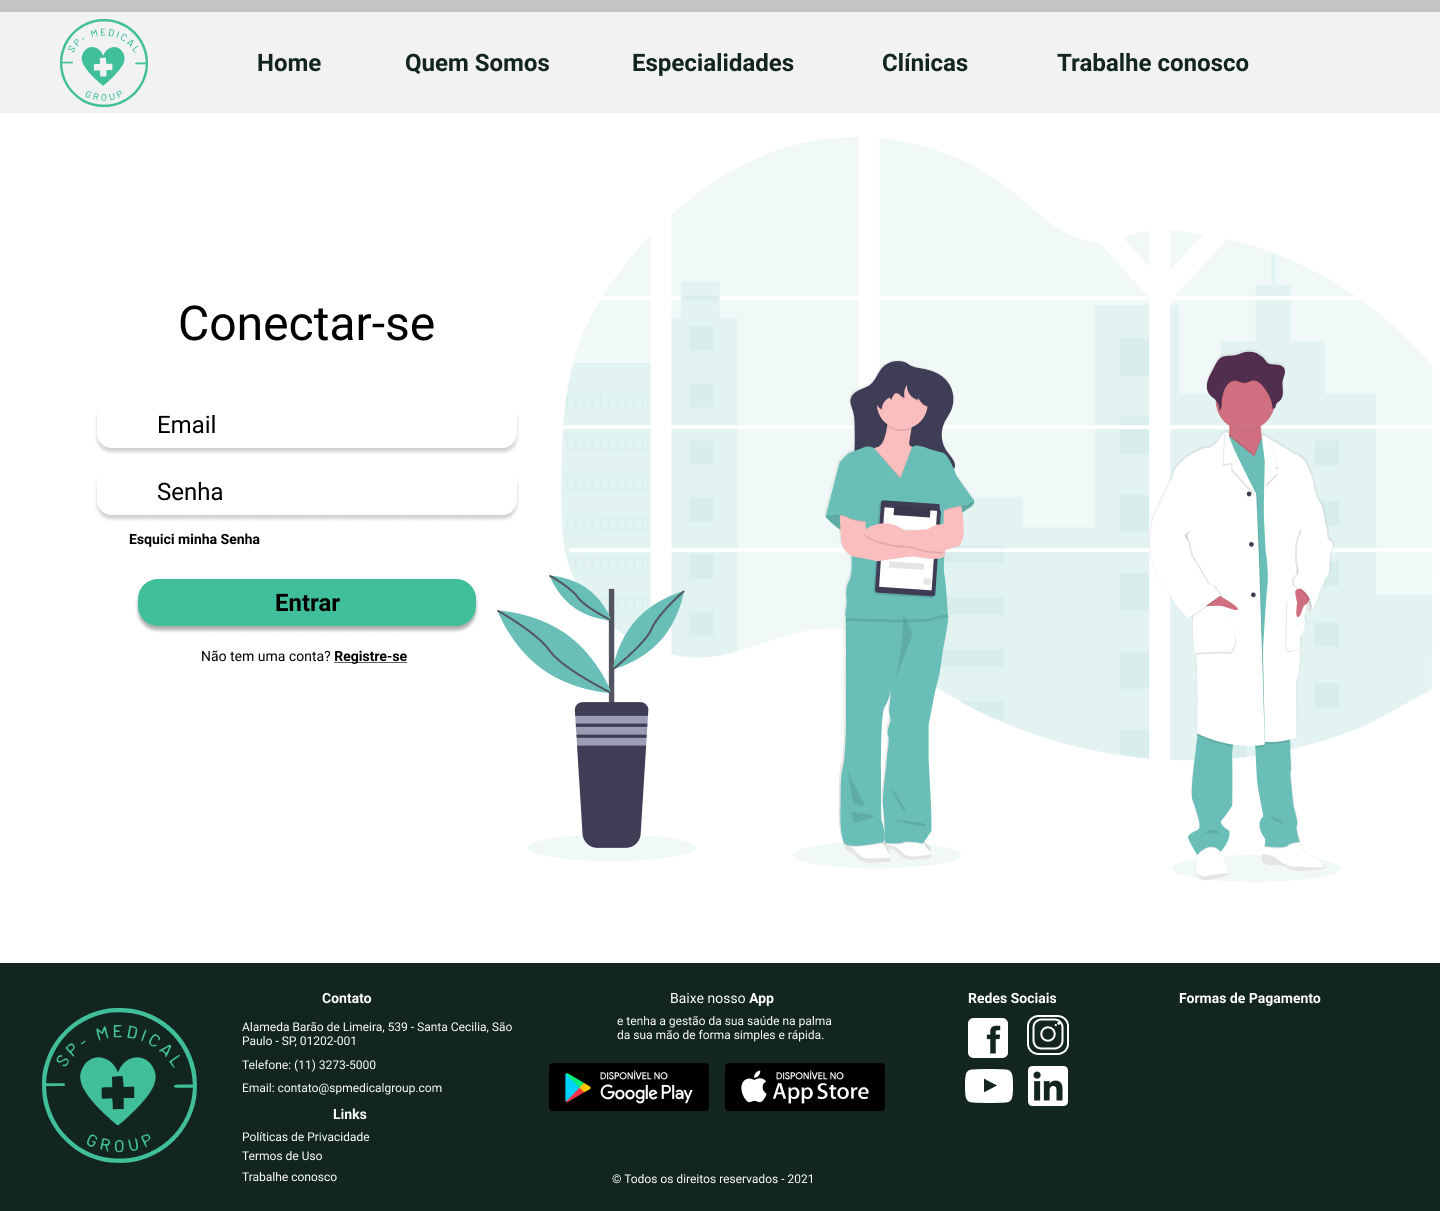 SP- MEDICAL
GROUP
Home
Quem Somos
Especialidades
Clínicas
Trabalhe conosco
Conectar-se
Email
Senha
Esquici minha Senha
Entrar
Não tem uma conta? Registre-se
SP- MEDICAL
GROUP
Contato
Alameda Barão de Limeira, 539 - Santa Cecilia, São
Paulo - SP, 01202-001
Telefone: (11) 3273-5000
Email: contato@spmedicalgroup.com
Links
Políticas de Privacidade
Termos de Uso
Trabalhe conosco
Baixe nosso App
e tenha a gestão da sua saúde na palma
da sua mão de forma simples e rápida.
DISPONÍVEL NO
Google Play
DISPONÍVEL NO
App Store
© Todos os direitos reservados - 2021
Redes Sociais
in
Formas de Pagamento